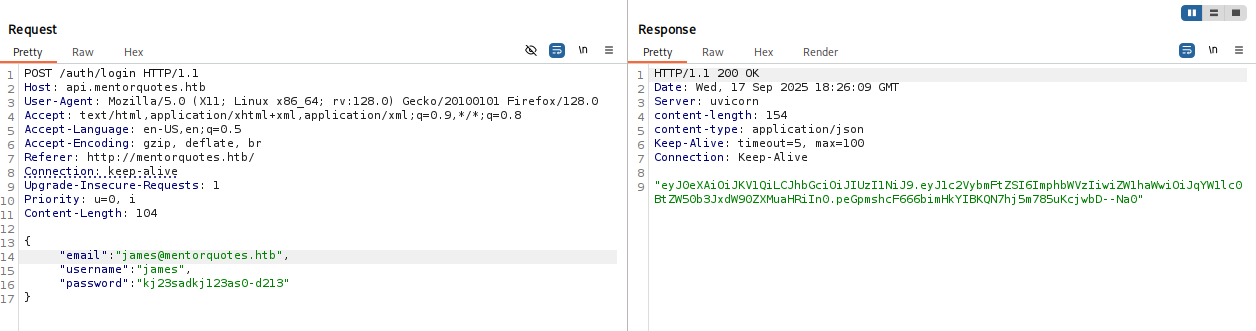 Request
Pretty Raw Hex
\n
1 POST /auth/login HTTP/1.1
2 Host: api.mentorquotes.htb
3 User-Agent: Mozilla/5.0 (X11; Linux x86_64; rv:128.0) Gecko/20100101 Firefox/128.0
4 Accept: text/html,application/xhtml+xml,application/xml;q=0.9,*/*;q=0.8
5 Accept-Language: en-US,en;q=0.5
6 Accept-Encoding: gzip, deflate, br
7 Referer: http://mentorquotes.htb/
8 Connection: keep-alive
9 Upgrade-Insecure-Requests: 1
10 Priority: u=0, i
11 Content-Length: 104
12
13 {
14 "email":"james@mentorquotes.htb",
15 "username":"james",
16 "password":"kj23sadkj123as0-d213"
17 }
Response
Pretty Raw Hex Render
\n
1 HTTP/1.1 200 OK
2 Date: Wed, 17 Sep 2025 18:26:09 GMT
3 Server: uvicorn
4 content-length: 154
5 content-type: application/json
6 Keep-Alive: timeout=5, max=100
7 Connection: Keep-Alive
8
9 "eyJ0eXAiOiJKV1QiLCJhbGciOiJIUzI1NiJ9.eyJ1c2VybmFtZSI6ImphbWVzIiwiZW1haWwiOiJqYW1lc0
BtZW50b3JxdW90ZXMuaHRiIn0.peGpmshcF666bimHkYIBKQN7hj5m785uKcjwbD--Na0"